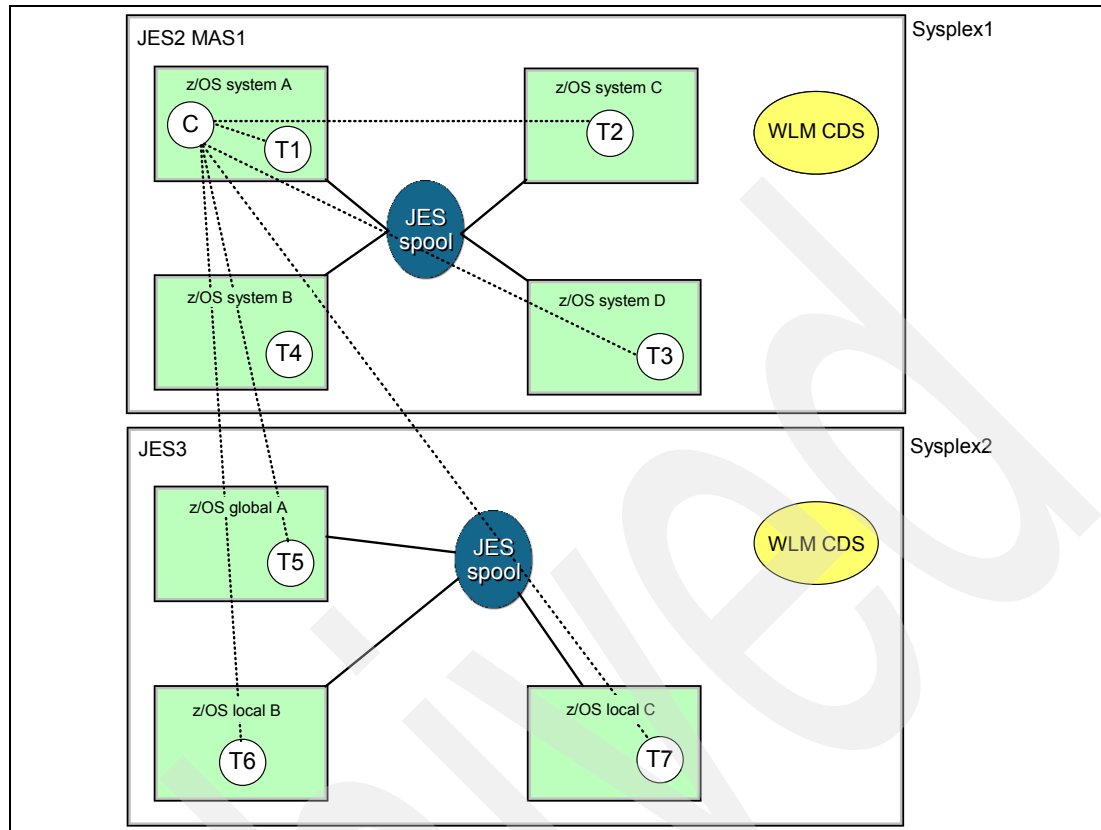 JES2 MAS1
Sysplex1
z/OS system A
z/OS system C
C
T1
T2
WLM CDS
JES
spool
z/OS system B
z/OS system D
T4
T3
JES3
Sysplex2
z/OS global A
T5
JES
spool
WLM CDS
z/OS local B
z/OS local C
T6
T7